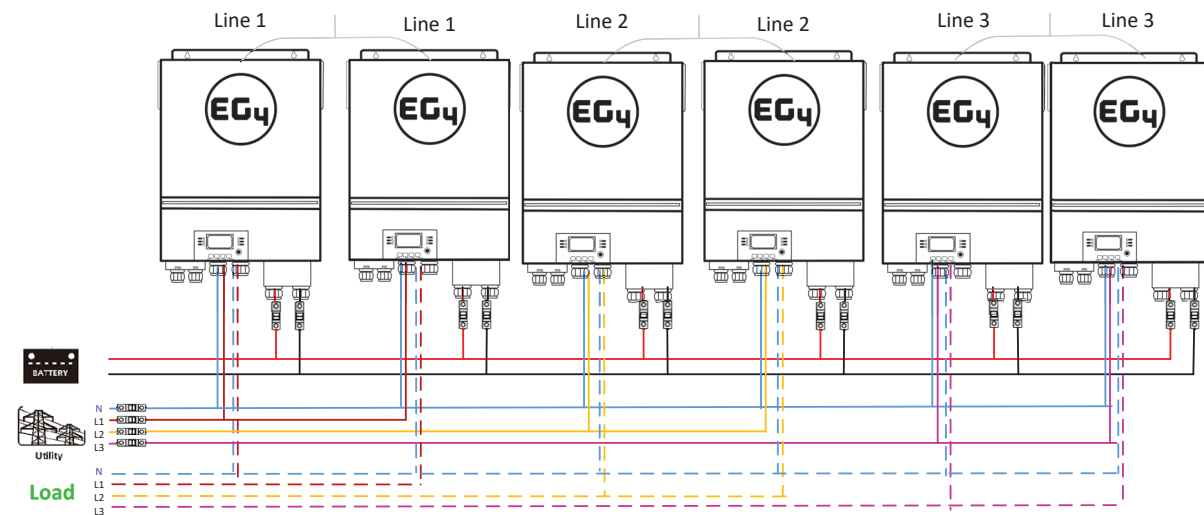 Line 1
Line 1
Line 2
Line 2
Line 3
Line 3
EG4
EG4
EG4
EG4
EG4
EG4
BATTERY
N
L1
L2
L3
Utility
N
L1
L2
L3
Load